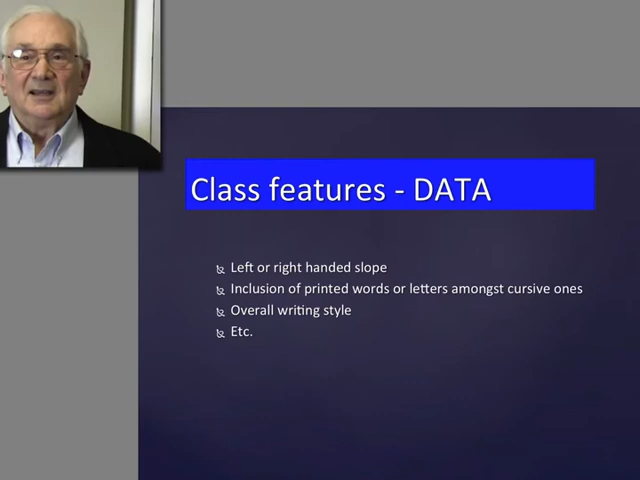 Class features - DATA
Left or right handed slope
Inclusion of printed words or letters amongst cursive ones
Overall writing style
Etc.